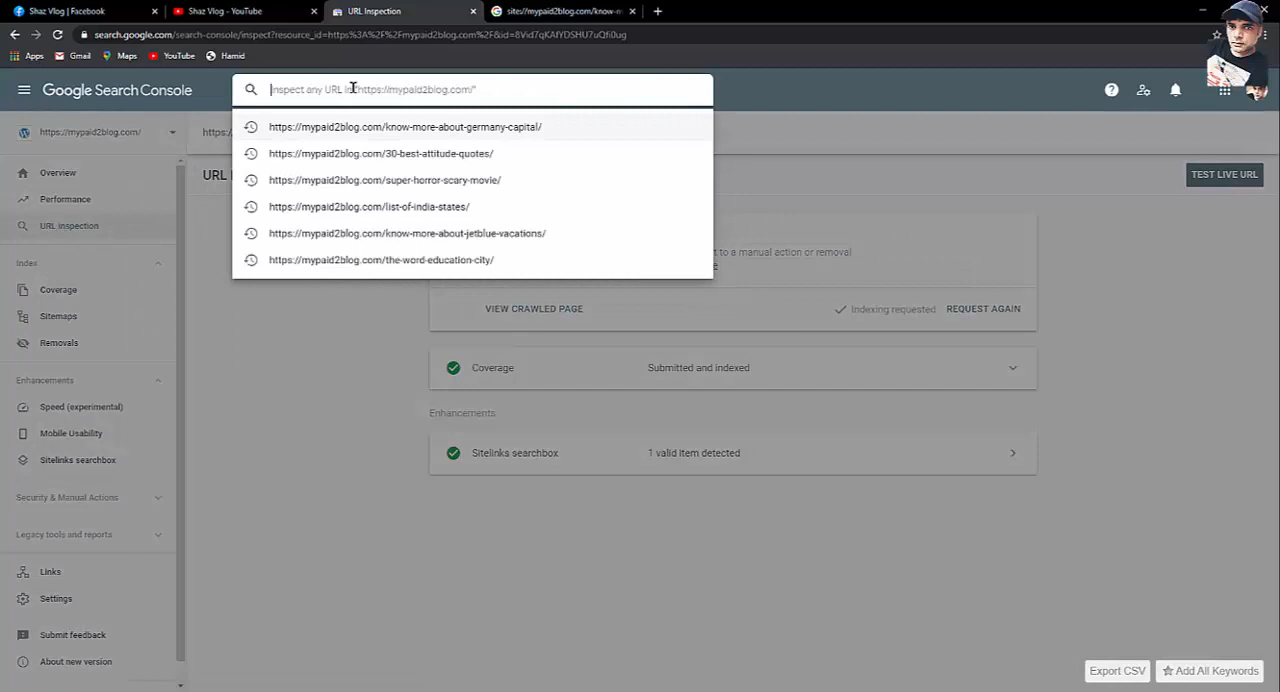 Shaz Vlog | Facebook
Shaz Vlog - YouTube
URL Inspection
site://mypaid2blog.com/know-m
search.google.com/search-console/inspect?resource_id=https%3A%2F%2Fmypaid2blog.com%2F&id=8Vid7qKAfYDSHU7uQfi0ug
Apps
Gmail
Maps
YouTube
Hamid
Google Search Console
Inspect any URL in "https://mypaid2blog.com/"
https://mypaid2blog.com/
https:/
https://mypaid2blog.com/know-more-about-germany-capital/
https://mypaid2blog.com/30-best-attitude-quotes/
https://mypaid2blog.com/super-horror-scary-movie/
https://mypaid2blog.com/list-of-india-states/
https://mypaid2blog.com/know-more-about-jetblue-vacations/
https://mypaid2blog.com/the-word-education-city/
Overview
Performance
URL inspection
Index
Coverage
Sitemaps
Removals
Enhancements
Speed (experimental)
Mobile Usability
Sitelinks searchbox
Security & Manual Actions
Legacy tools and reports
Links
Settings
Submit feedback
About new version
URL
TEST LIVE URL
t to a manual action or removal
VIEW CRAWLED PAGE
Indexing requested
REQUEST AGAIN
Coverage
Submitted and indexed
Enhancements
Sitelinks searchbox
1 valid item detected
Export CSV
Add All Keywords